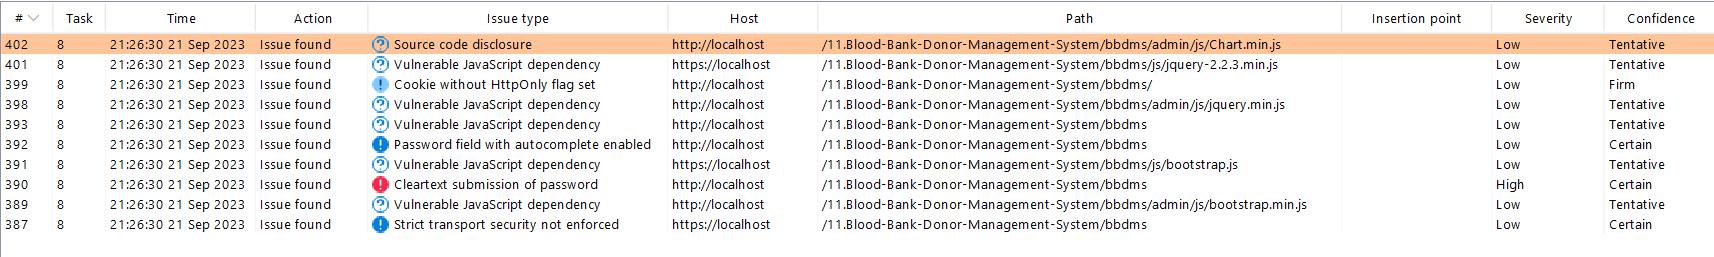 # Task Time Action Issue type Host Path Insertion point Severity Confidence
402 8 21:26:30 21 Sep 2023 Issue found Source code disclosure http://localhost /11.Blood-Bank-Donor-Management-System/bbdms/admin/js/Chart.min.js Low Tentative
401 8 21:26:30 21 Sep 2023 Issue found Vulnerable JavaScript dependency https://localhost /11.Blood-Bank-Donor-Management-System/bbdms/js/jquery-2.2.3.min.js Low Tentative
399 8 21:26:30 21 Sep 2023 Issue found Cookie without HttpOnly flag set http://localhost /11.Blood-Bank-Donor-Management-System/bbdms/ Low Firm
398 8 21:26:30 21 Sep 2023 Issue found Vulnerable JavaScript dependency http://localhost /11.Blood-Bank-Donor-Management-System/bbdms/admin/js/jquery.min.js Low Tentative
393 8 21:26:30 21 Sep 2023 Issue found Vulnerable JavaScript dependency http://localhost /11.Blood-Bank-Donor-Management-System/bbdms Low Tentative
392 8 21:26:30 21 Sep 2023 Issue found Password field with autocomplete enabled http://localhost /11.Blood-Bank-Donor-Management-System/bbdms Low Certain
391 8 21:26:30 21 Sep 2023 Issue found Vulnerable JavaScript dependency http://localhost /11.Blood-Bank-Donor-Management-System/bbdms/js/bootstrap.js Low Tentative
390 8 21:26:30 21 Sep 2023 Issue found Cleartext submission of password http://localhost /11.Blood-Bank-Donor-Management-System/bbdms High Certain
389 8 21:26:30 21 Sep 2023 Issue found Vulnerable JavaScript dependency http://localhost /11.Blood-Bank-Donor-Management-System/bbdms/admin/js/bootstrap.min.js Low Tentative
387 8 21:26:30 21 Sep 2023 Issue found Strict transport security not enforced https://localhost /11.Blood-Bank-Donor-Management-System/bbdms Low Certain